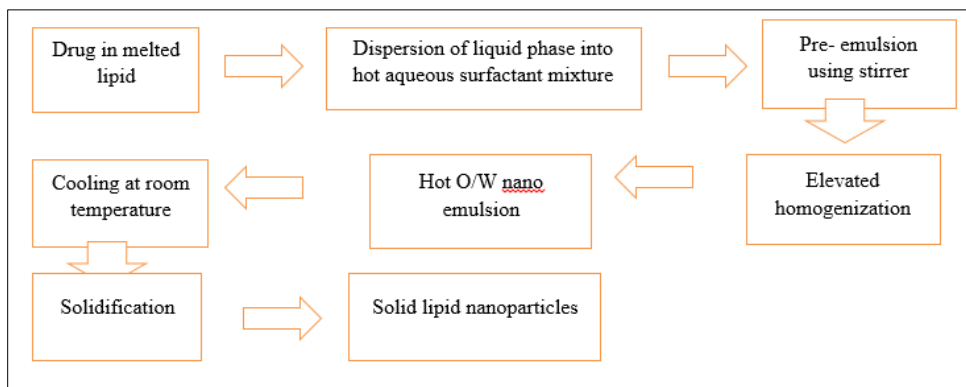 Drug in melted
lipid
Dispersion of liquid phase into
hot aqueous surfactant mixture
Pre- emulsion
using stirrer
Elevated
homogenization
Hot O/W nano
emulsion
Cooling at room
temperature
Solidification
Solid lipid nanoparticles